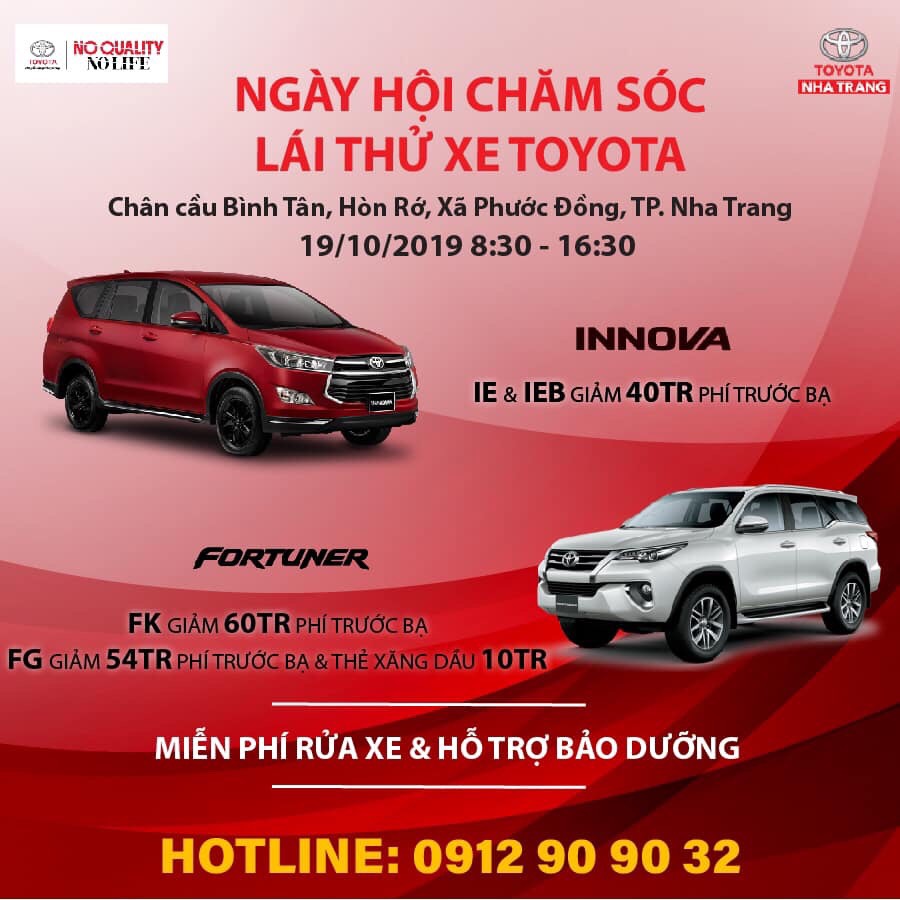 TOYOTA
NO QUALITY
NO LIFE
TOYOTA
NHA TRANG
NGÀY HỘI CHĂM SÓC
LÁI THỬ XE TOYOTA
Chân cầu Bình Tân, Hòn Rớ, Xã Phước Đồng, TP. Nha Trang
19/10/2019 8:30 - 16:30
INNOVA
IE & IEB GIẢM 40TR PHÍ TRƯỚC BẠ
INNOVA
FORTUNER
FK GIẢM 60TR PHÍ TRƯỚC BẠ
FG GIẢM 54TR PHÍ TRƯỚC BẠ & THẺ XĂNG DẦU 10TR
MIỄN PHÍ RỬA XE & HỖ TRỢ BẢO DƯỠNG
HOTLINE: 0912 90 90 32